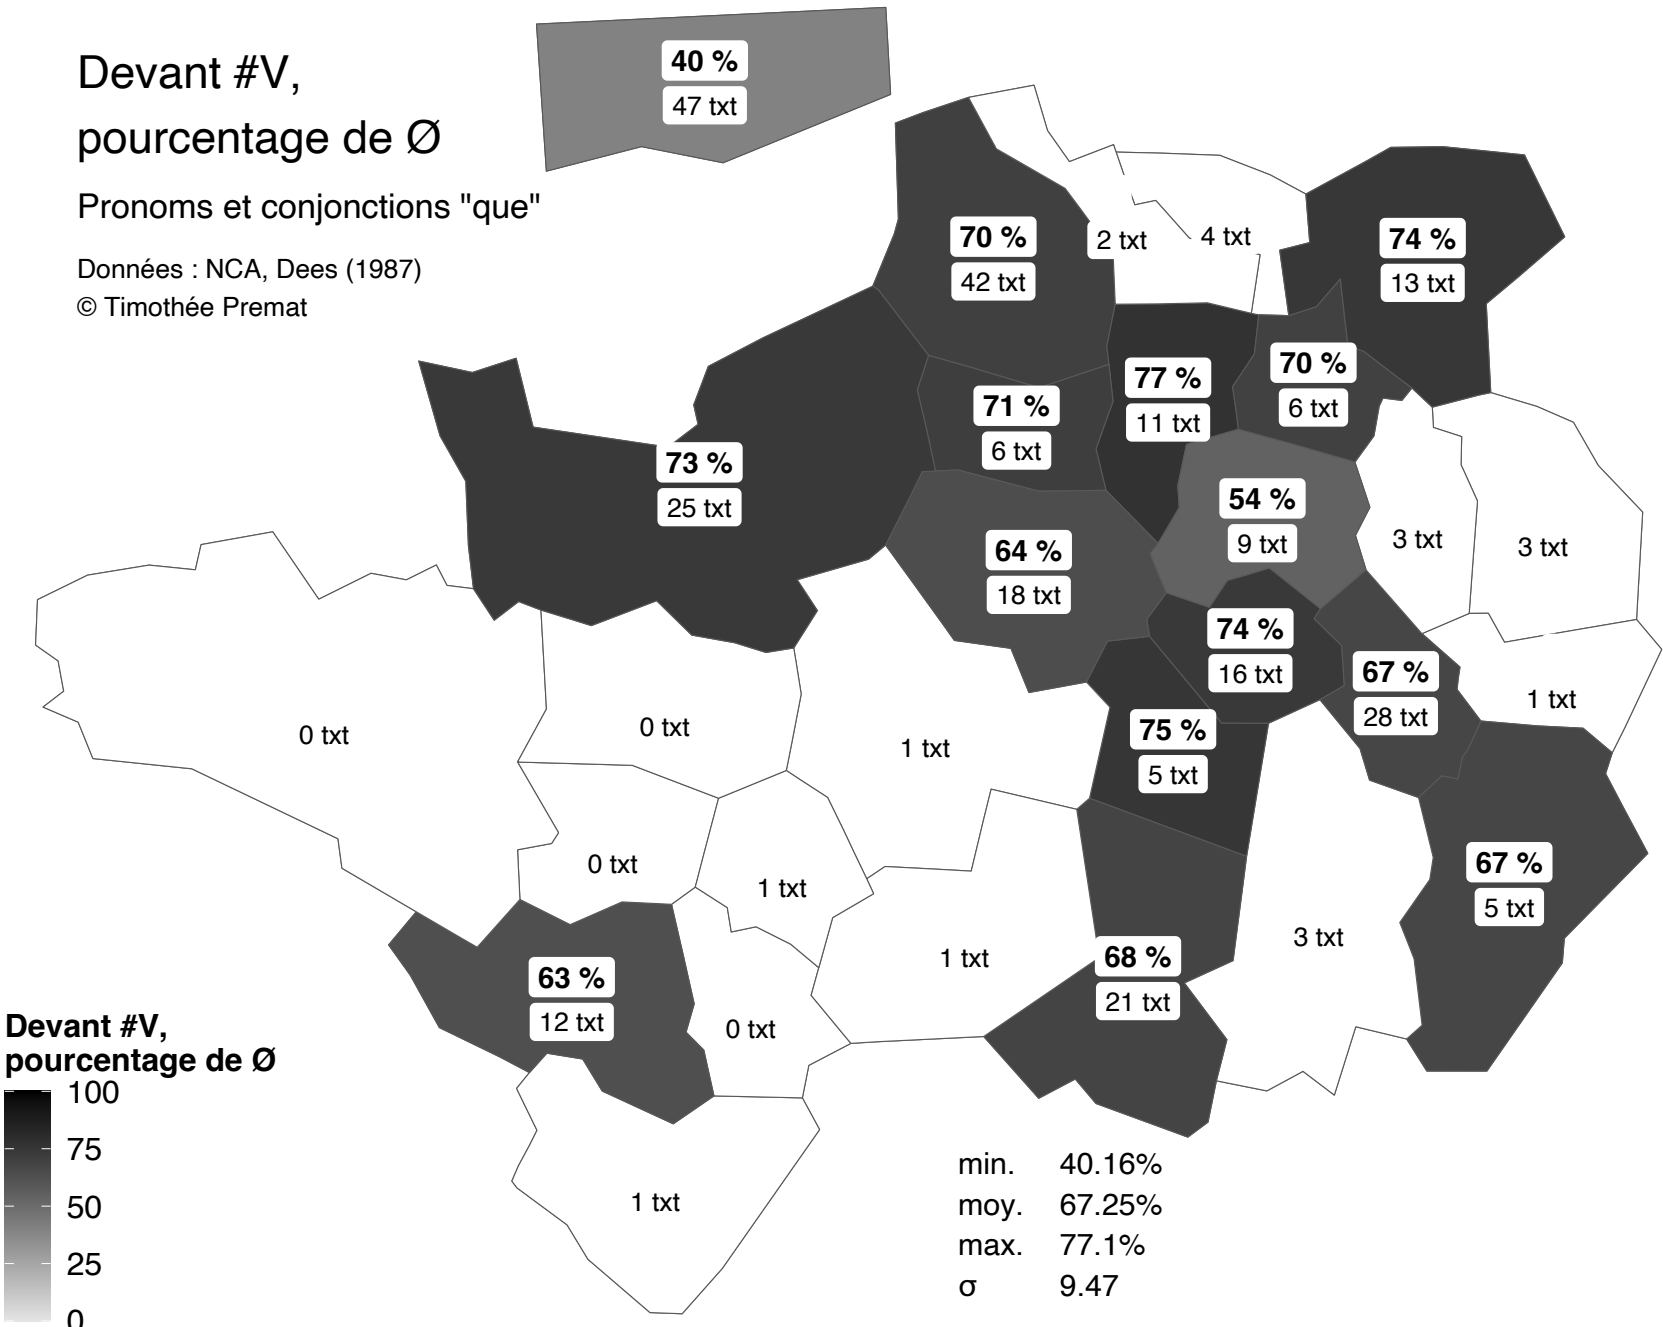 Devant #V,
pourcentage de Ø
Pronoms et conjonctions "que"
Données : NCA, Dees (1987)
© Timothée Premat
40 %
47 txt
70 %
42 txt
2 txt
4 txt
74 %
13 txt
77 %
11 txt
70 %
6 txt
71 %
6 txt
73 %
25 txt
54 %
9 txt
3 txt
3 txt
64 %
18 txt
74 %
16 txt
67 %
28 txt
1 txt
0 txt
0 txt
1 txt
75 %
5 txt
0 txt
1 txt
67 %
5 txt
1 txt
68 %
21 txt
3 txt
63 %
12 txt
0 txt
1 txt
Devant #V,
pourcentage de Ø
100
75
50
25
0
min. 40.16%
moy. 67.25%
max. 77.1%
σ 9.47